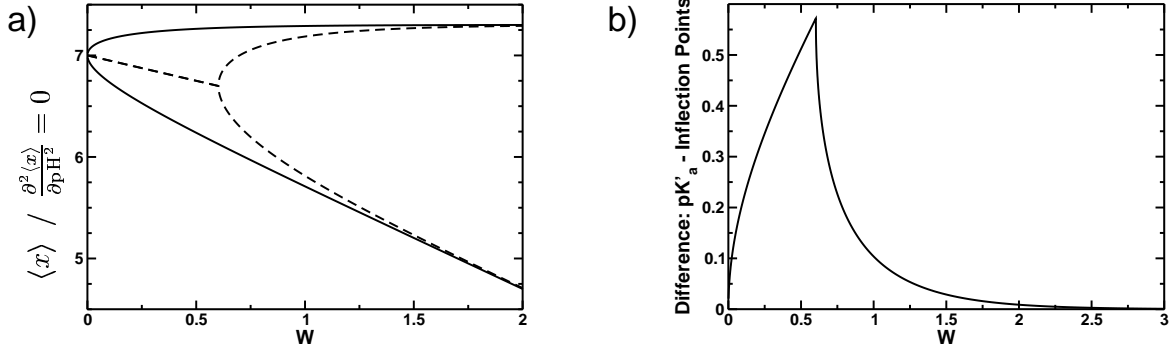 a)
⟨x⟩ / ∂²⟨x⟩/∂pH² = 0
7
6
5
0 0.5 1 1.5 2
W
b)
Difference: pK'a - Inflection Points
0.5
0.4
0.3
0.2
0.1
0
0 0.5 1 1.5 2 2.5 3
W